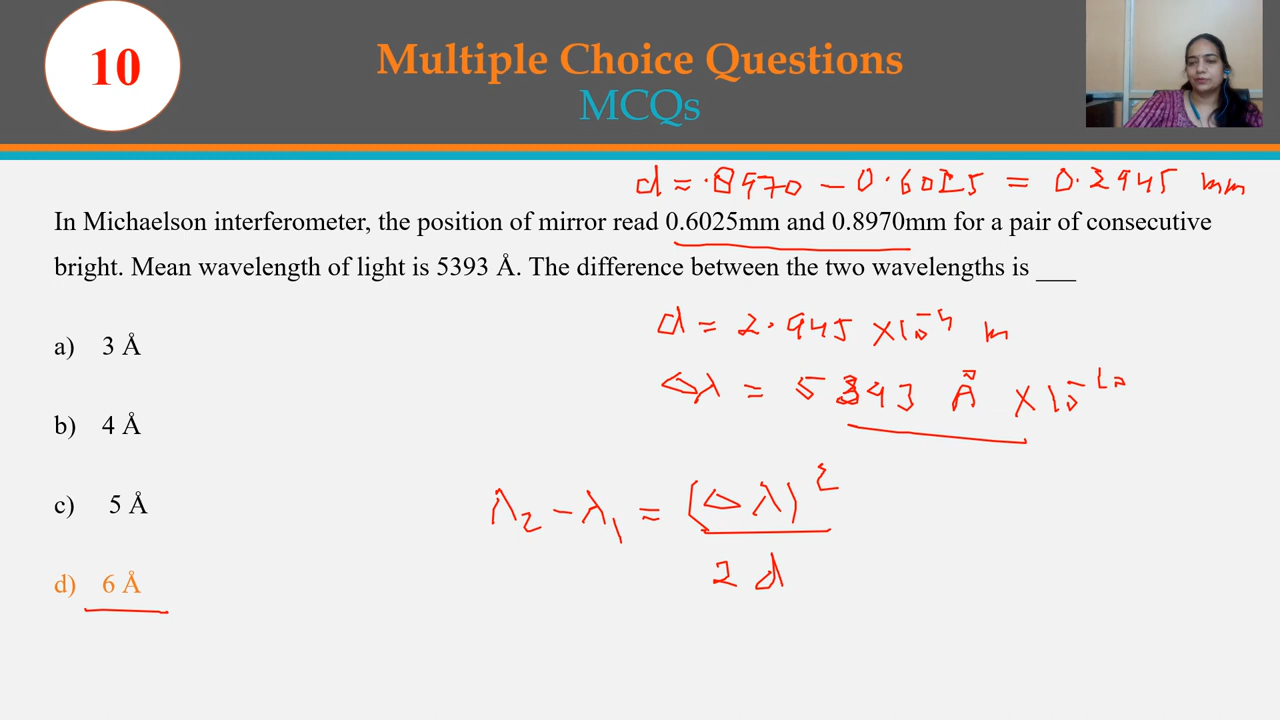 10
Multiple Choice Questions
MCQs
d = .8970 – 0.6025 = 0.2945 mm
In Michaelson interferometer, the position of mirror read 0.6025mm and 0.8970mm for a pair of consecutive
bright. Mean wavelength of light is 5393 Å. The difference between the two wavelengths is ___
d = 2.945 ×10⁻⁴ m
a) 3 Å
Δλ = 5393 Å ×10⁻¹⁰
b) 4 Å
c) 5 Å
λ₂ – λ₁ = (Δλ)²
2 d
d) 6 Å